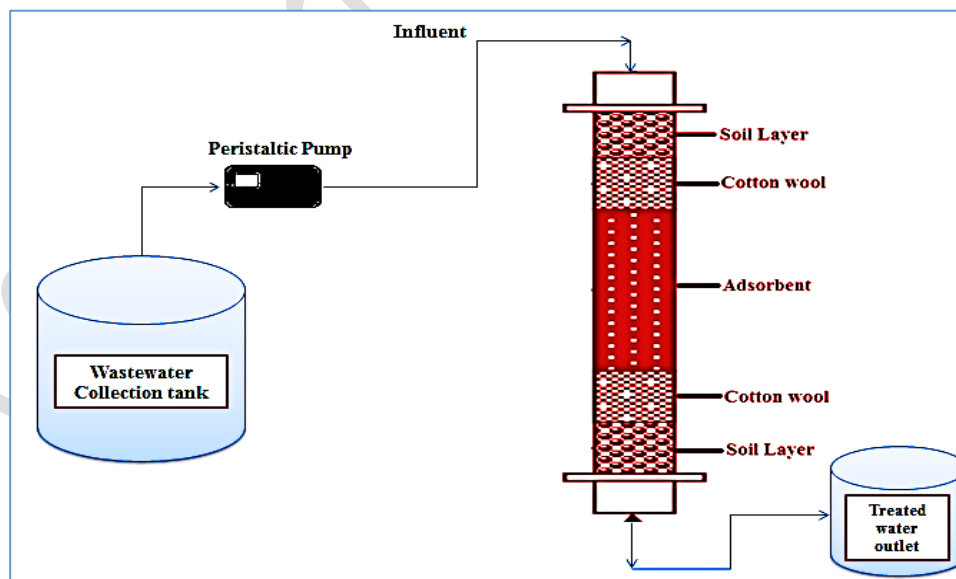 Influent
Peristaltic Pump
Soil Layer
Cotton wool
Adsorbent
Wastewater
Collection tank
Cotton wool
Soil Layer
Treated
water
outlet